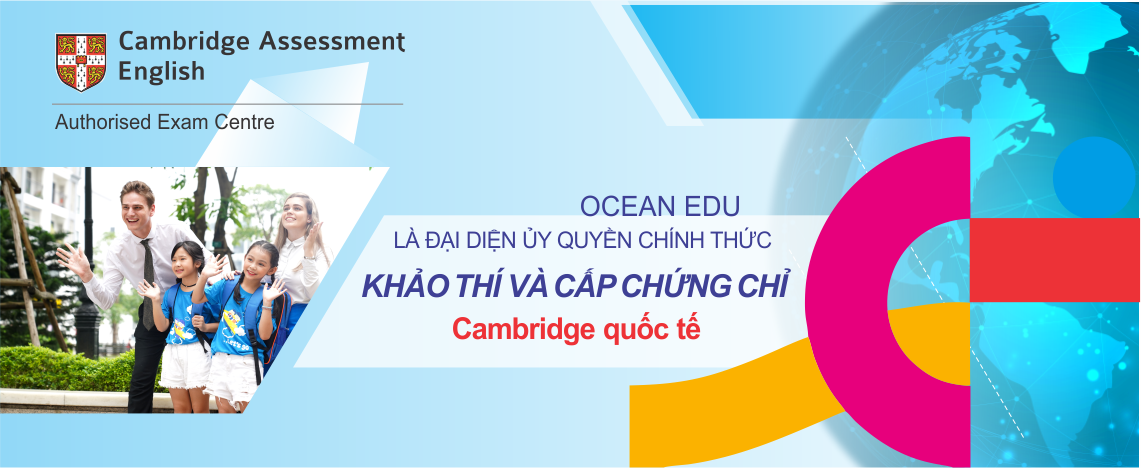 Cambridge Assessment
English
Authorised Exam Centre
OCEAN EDU
LÀ ĐẠI DIỆN ỦY QUYỀN CHÍNH THỨC
KHẢO THÍ VÀ CẤP CHỨNG CHỈ
Cambridge quốc tế